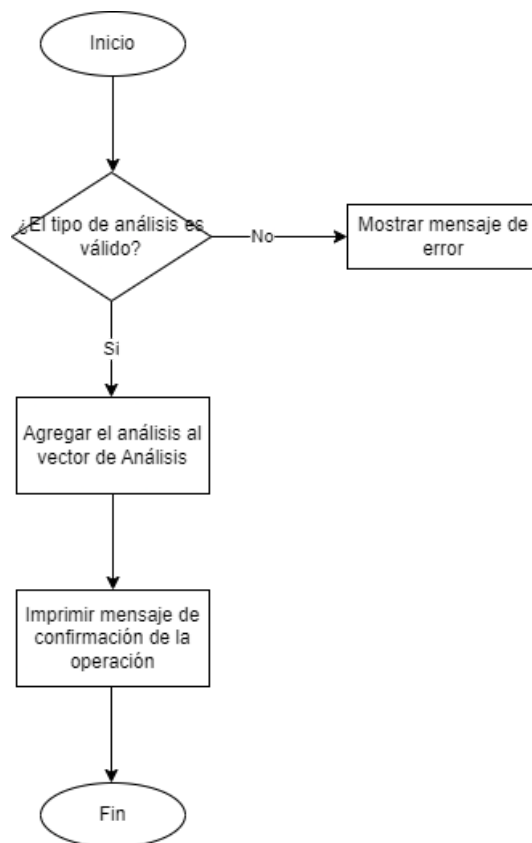 Inicio
¿El tipo de análisis es
válido?
No
Mostrar mensaje de
error
Si
Agregar el análisis al
vector de Análisis
Imprimir mensaje de
confirmación de la
operación
Fin